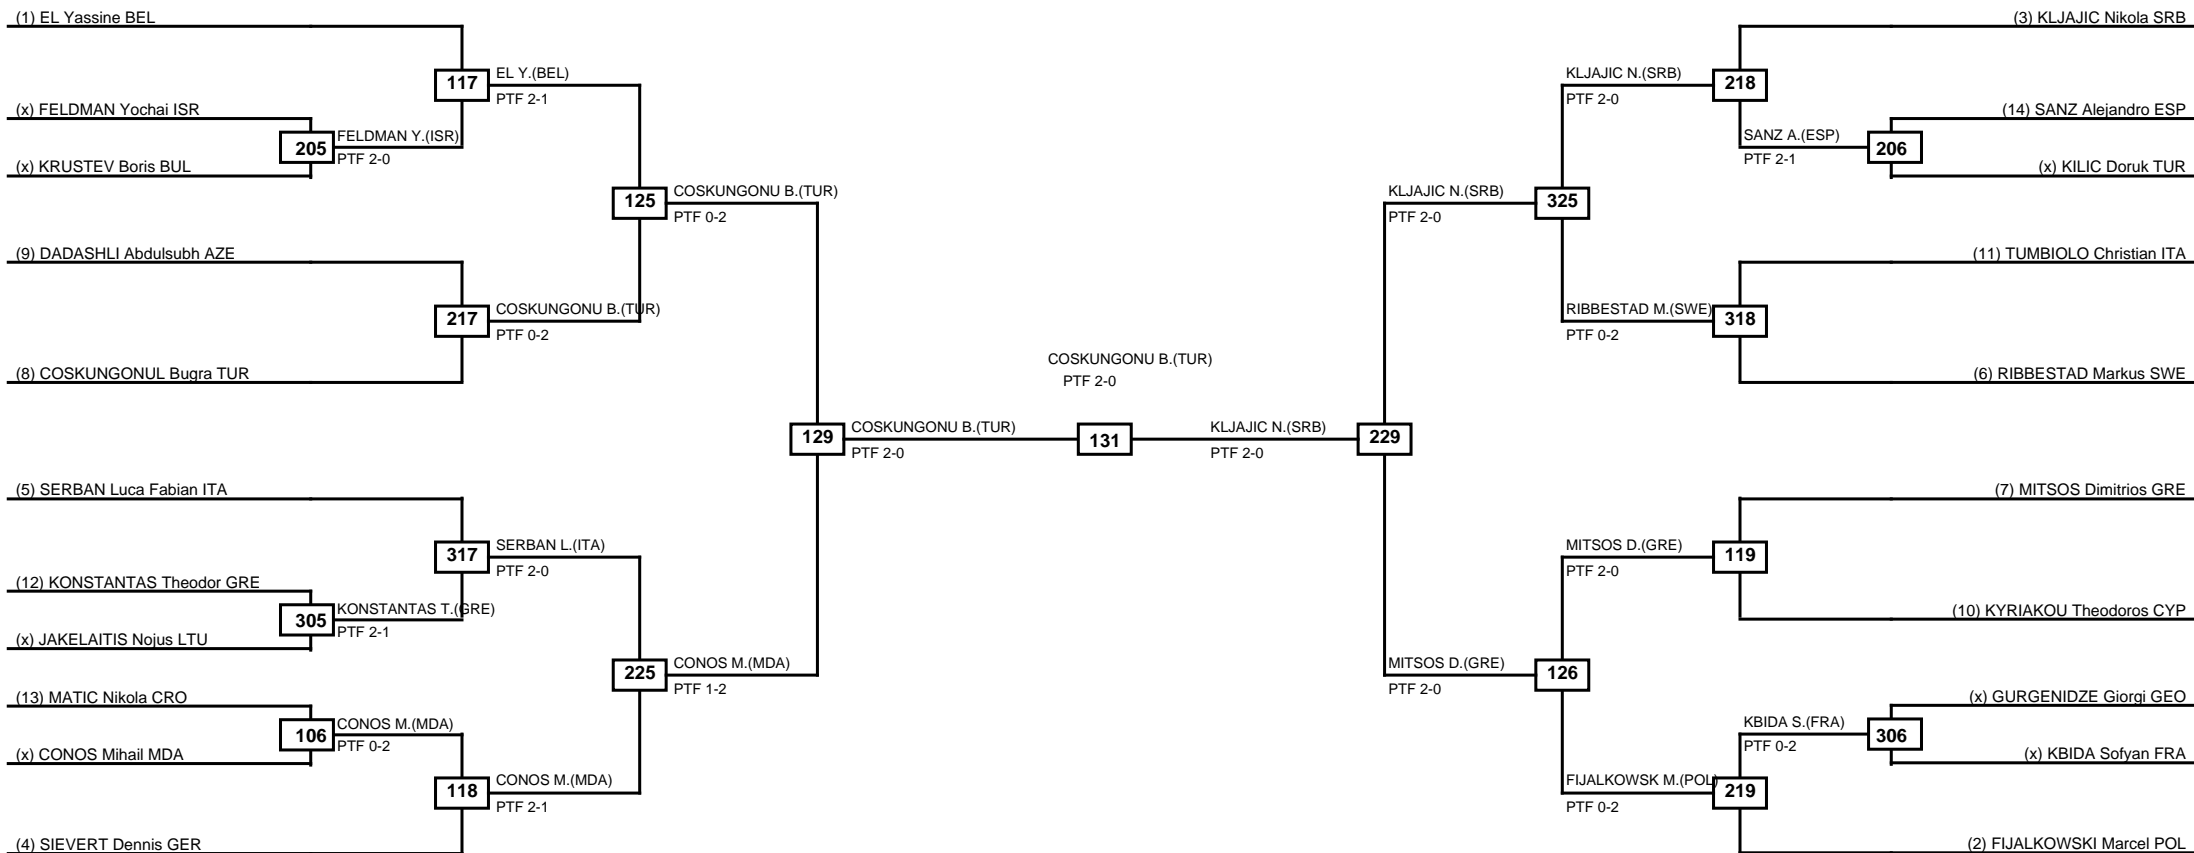 (1) EL Yassine BEL
(3) KLJAJIC Nikola SRB
117
EL Y.(BEL)
PTF 2-1
KLJAJIC N.(SRB)
PTF 2-0
218
(x) FELDMAN Yochai ISR
(14) SANZ Alejandro ESP
205
FELDMAN Y.(ISR)
PTF 2-0
SANZ A.(ESP)
PTF 2-1
206
(x) KRUSTEV Boris BUL
(x) KILIC Doruk TUR
125
COSKUNGONU B.(TUR)
PTF 0-2
KLJAJIC N.(SRB)
PTF 2-0
325
(9) DADASHLI Abdulsubh AZE
(11) TUMBIOLO Christian ITA
217
COSKUNGONU B.(TUR)
PTF 0-2
RIBBESTAD M.(SWE)
PTF 0-2
318
COSKUNGONU B.(TUR)
PTF 2-0
(8) COSKUNGONUL Bugra TUR
(6) RIBBESTAD Markus SWE
129
COSKUNGONU B.(TUR)
PTF 2-0
131
KLJAJIC N.(SRB)
PTF 2-0
229
(5) SERBAN Luca Fabian ITA
(7) MITSOS Dimitrios GRE
317
SERBAN L.(ITA)
PTF 2-0
MITSOS D.(GRE)
PTF 2-0
119
(12) KONSTANTAS Theodor GRE
(10) KYRIAKOU Theodoros CYP
305
KONSTANTAS T.(GRE)
PTF 2-1
(x) JAKELAITIS Nojus LTU
225
CONOS M.(MDA)
PTF 1-2
MITSOS D.(GRE)
PTF 2-0
126
(13) MATIC Nikola CRO
(x) GURGENIDZE Giorgi GEO
106
CONOS M.(MDA)
PTF 0-2
KBIDA S.(FRA)
PTF 0-2
306
(x) CONOS Mihail MDA
(x) KBIDA Sofyan FRA
118
CONOS M.(MDA)
PTF 2-1
FIJALKOWSK M.(POL)
PTF 0-2
219
(4) SIEVERT Dennis GER
(2) FIJALKOWSKI Marcel POL